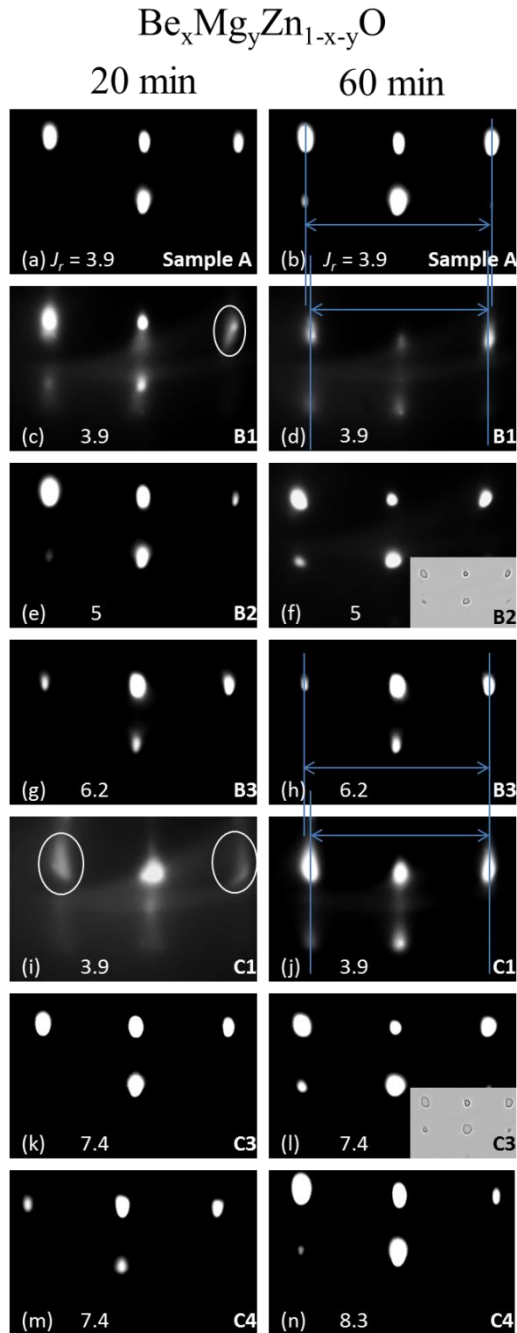 BeₓMgᵧZn₁₋ₓ₋ᵧO
20 min 60 min
(a) Jᵣ = 3.9 Sample A (b) Jᵣ = 3.9 Sample A
(c) 3.9 B1 (d) 3.9 B1
(e) 5 B2 (f) 5 B2
(g) 6.2 B3 (h) 6.2 B3
(i) 3.9 C1 (j) 3.9 C1
(k) 7.4 C3 (l) 7.4 C3
(m) 7.4 C4 (n) 8.3 C4